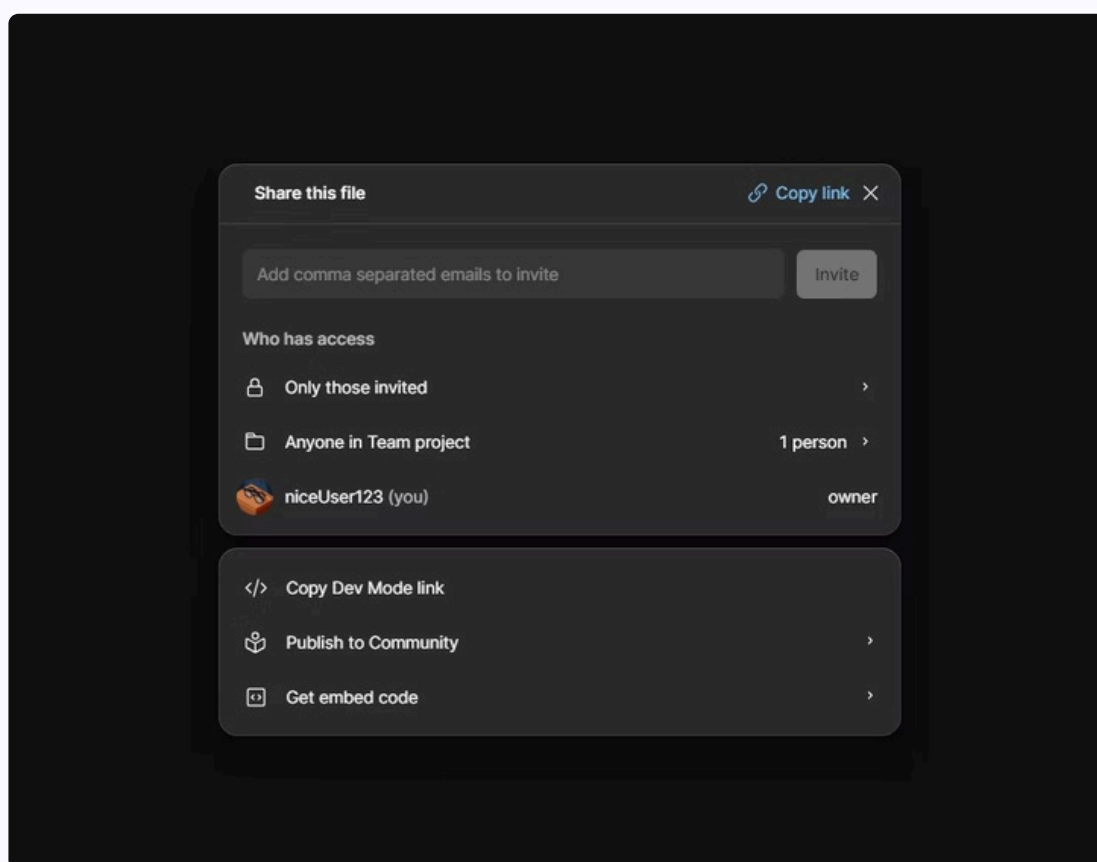 Share this file
Copy link
Add comma separated emails to invite
Invite
Who has access
Only those invited
Anyone in Team project 1 person
niceUser123 (you) owner
Copy Dev Mode link
Publish to Community
Get embed code